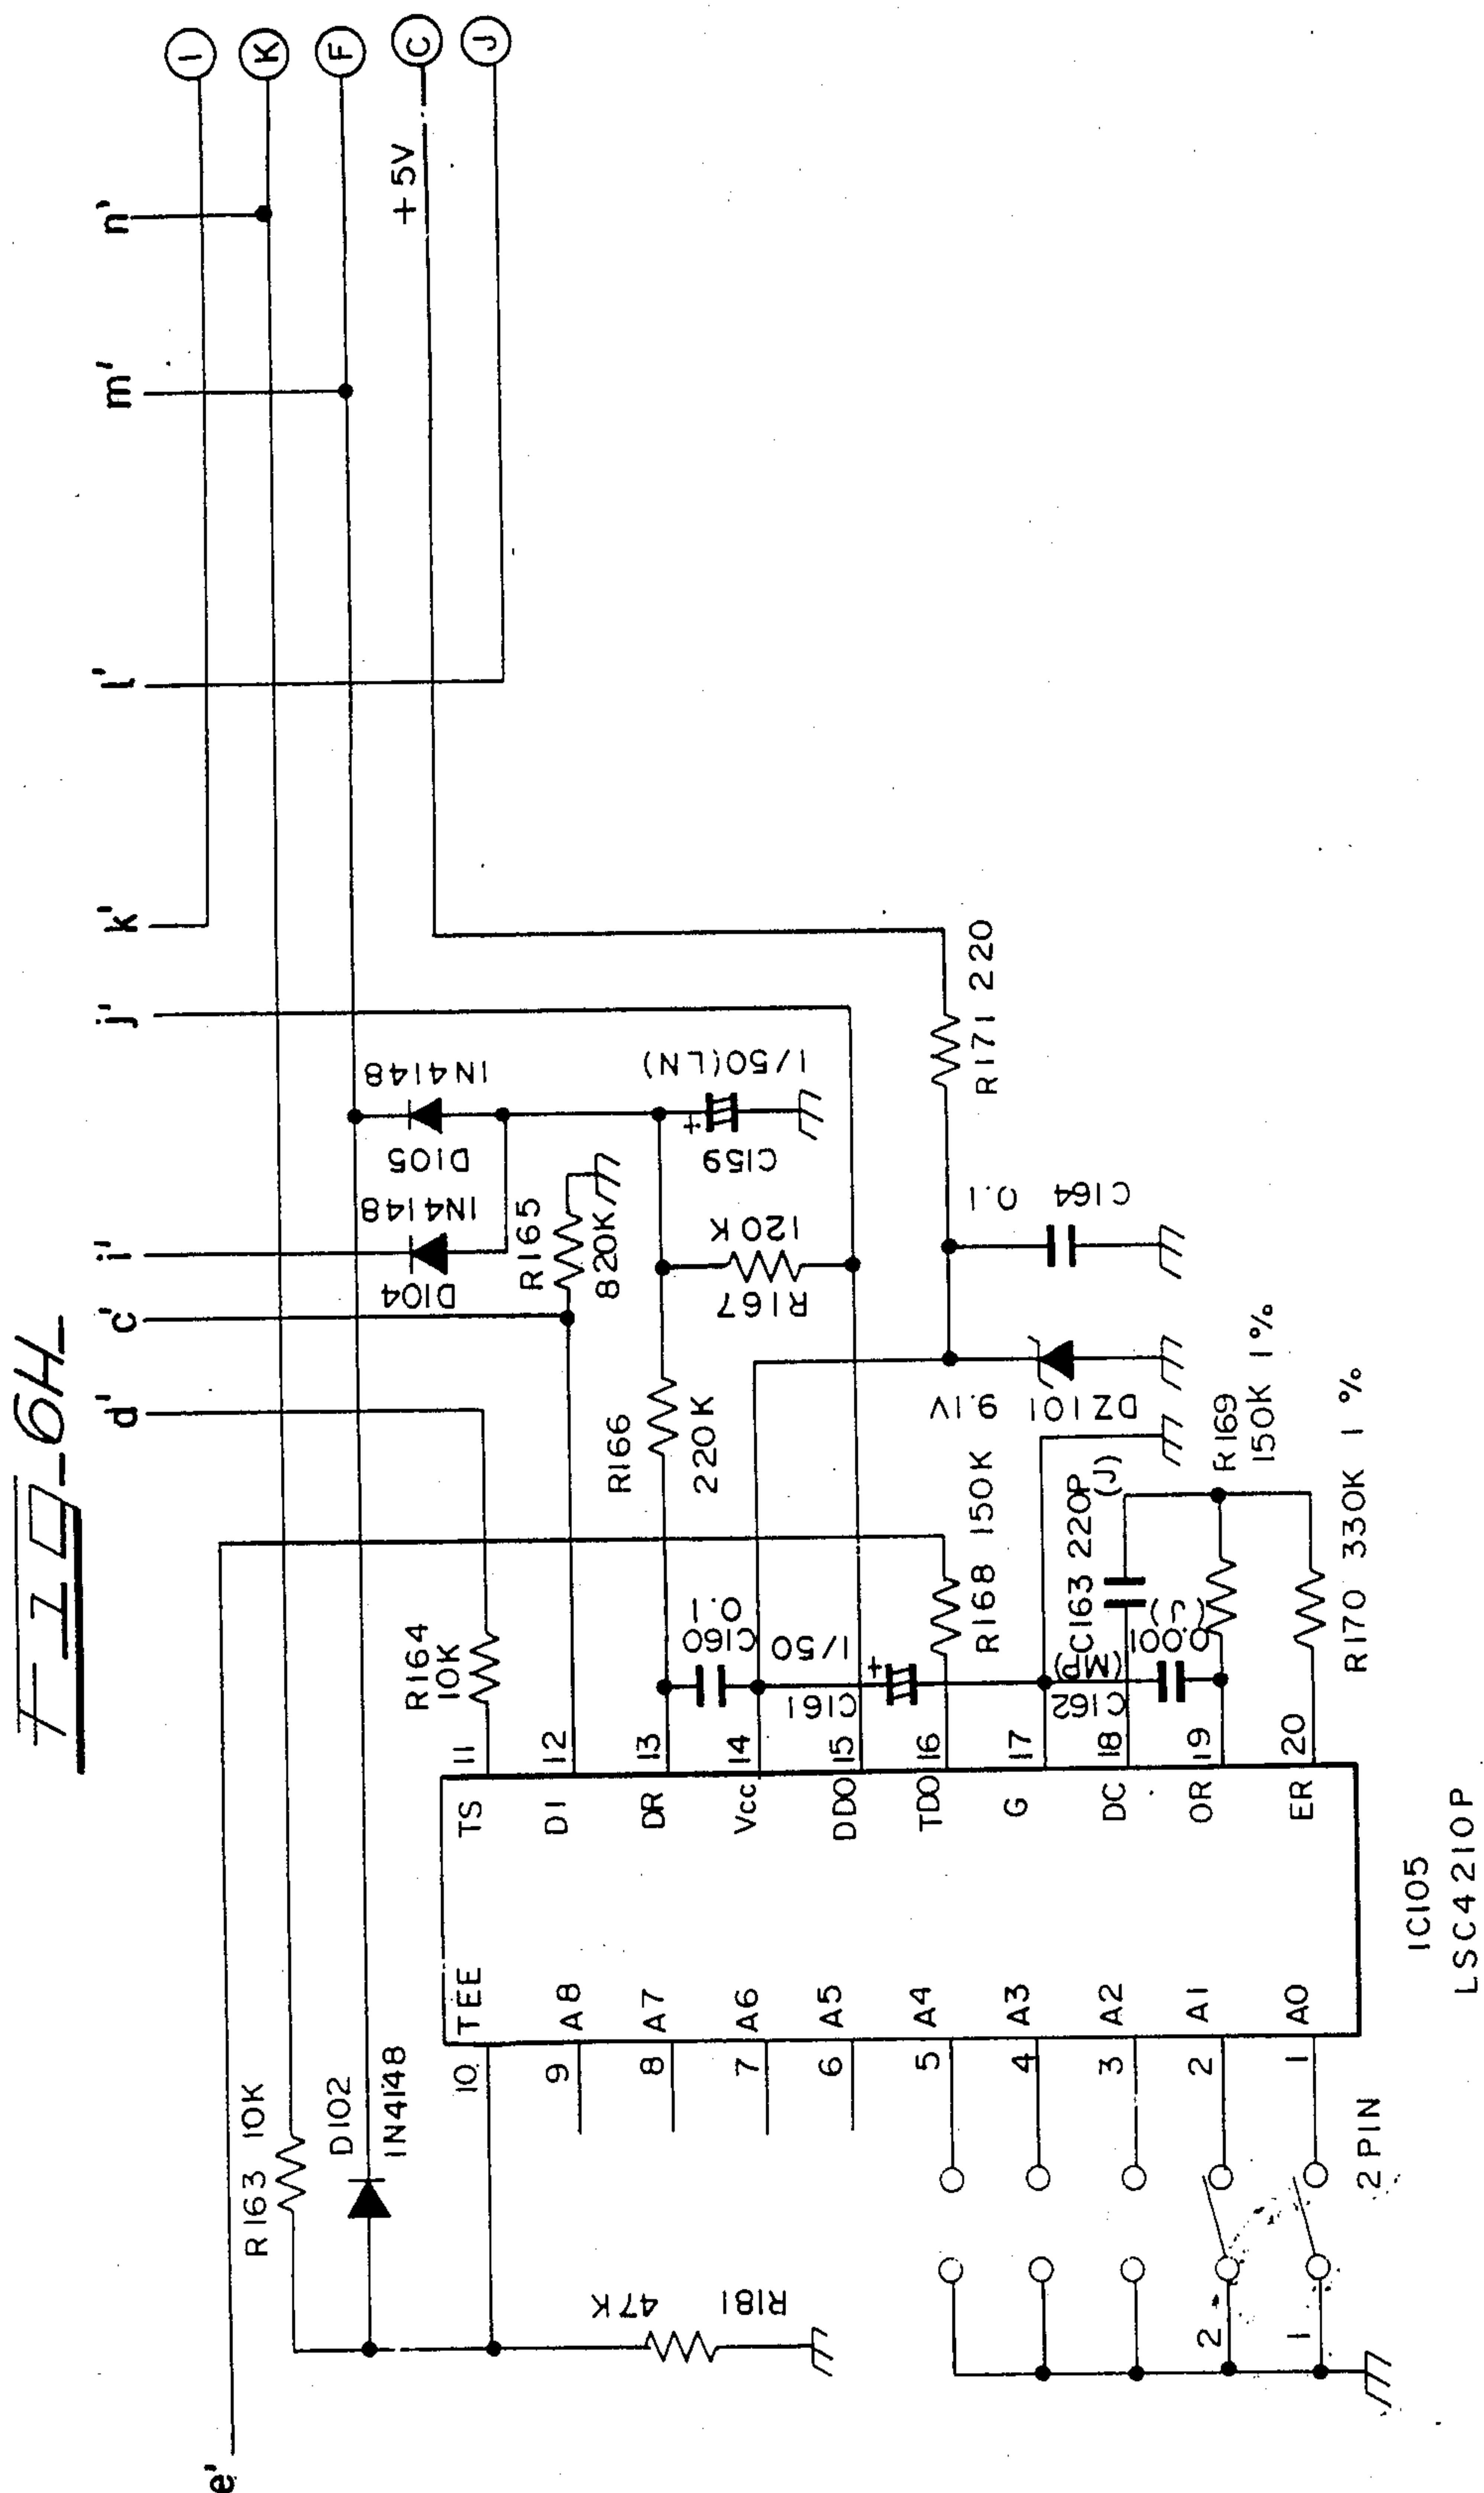 FIG-6H
e'
d'
c'
i'
j'
k'
l'
m'
n'
I
K
F
C
J
+5V
R163 10K
D102
IN4148
R164
10K
R165
820K
D104
IN4148
D105
IN4148
R166
220K
R167
120K
C159
1/50(LN)
C160
0.1
C161
1/50
R168 150K
R171 220
C164
0.1
DZ101
9.1V
C162
(MP)
0.001
(J)
C163 220P
(J)
R169
150K 1%
R170 330K 1%
R181
47K
TEE
A8
A7
A6
A5
A4
A3
A2
A1
A0
10
9
8
7
6
5
4
3
2
1
TS
DI
DR
Vcc
DDO
TDO
G
DC
OR
ER
11
12
13
14
15
16
17
18
19
20
2
1
2PIN
IC105
LSC4210P